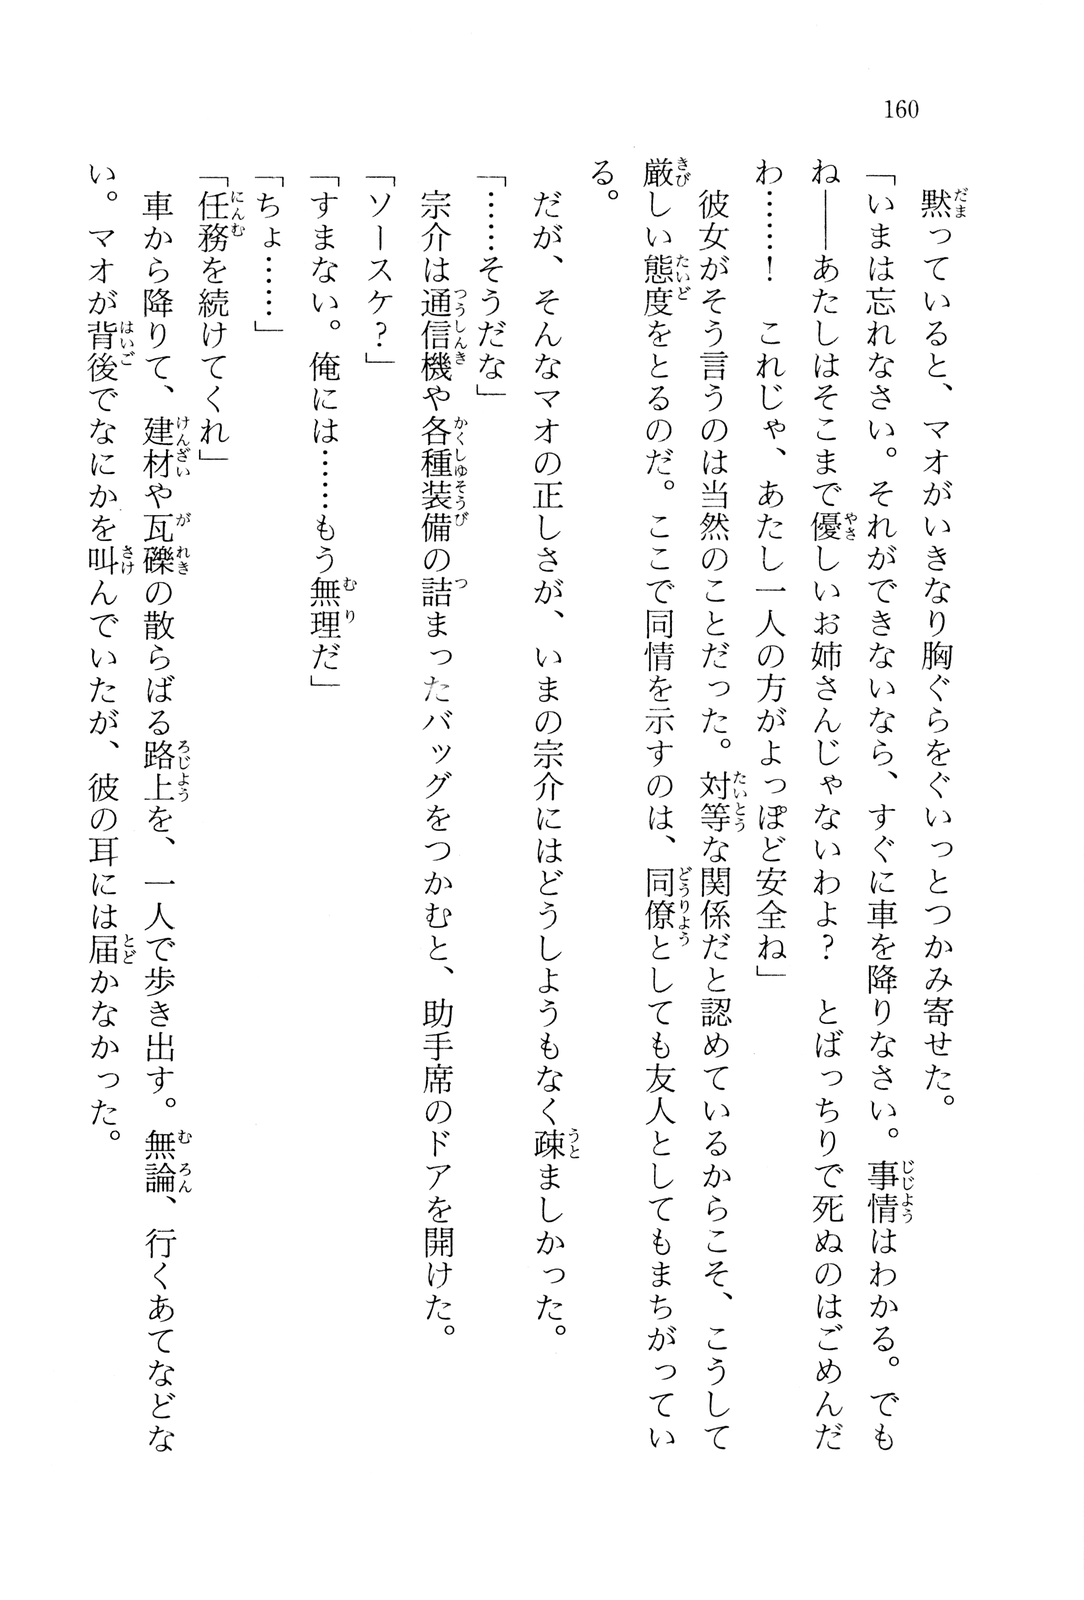 160
黙っていると、マオがいきなり胸ぐらをぐいっとつかみ寄せた。
「いまは忘れなさい。それができないなら、すぐに車を降りなさい。事情はわかる。でも
ね――あたしはそこまで優しいお姉さんじゃないわよ？　とばっちりで死ぬのはごめんだ
わ……！　これじゃ、あたし一人の方がよっぽど安全ね」
彼女がそう言うのは当然のことだった。対等な関係だと認めているからこそ、こうして
厳しい態度をとるのだ。ここで同情を示すのは、同僚としても友人としてもまちがってい
る。
だが、そんなマオの正しさが、いまの宗介にはどうしようもなく疎ましかった。
「……そうだな」
宗介は通信機や各種装備の詰まったバッグをつかむと、助手席のドアを開けた。
「ソースケ？」
「すまない。俺には……もう無理だ」
「ちょ……」
「任務を続けてくれ」
車から降りて、建材や瓦礫の散らばる路上を、一人で歩き出す。無論、行くあてなどな
い。マオが背後でなにかを叫んでいたが、彼の耳には届かなかった。